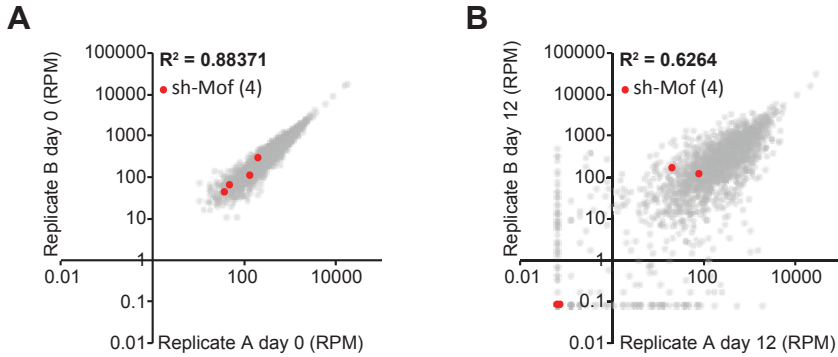 A
R² = 0.88371
sh-Mof (4)
Replicate B day 0 (RPM)
100000
10000
1000
100
10
1
0.1
0.01
0.01
100
10000
Replicate A day 0 (RPM)
B
R² = 0.6264
sh-Mof (4)
Replicate B day 12 (RPM)
100000
10000
1000
100
10
1
0.1
0.01
0.01
100
10000
Replicate A day 12 (RPM)